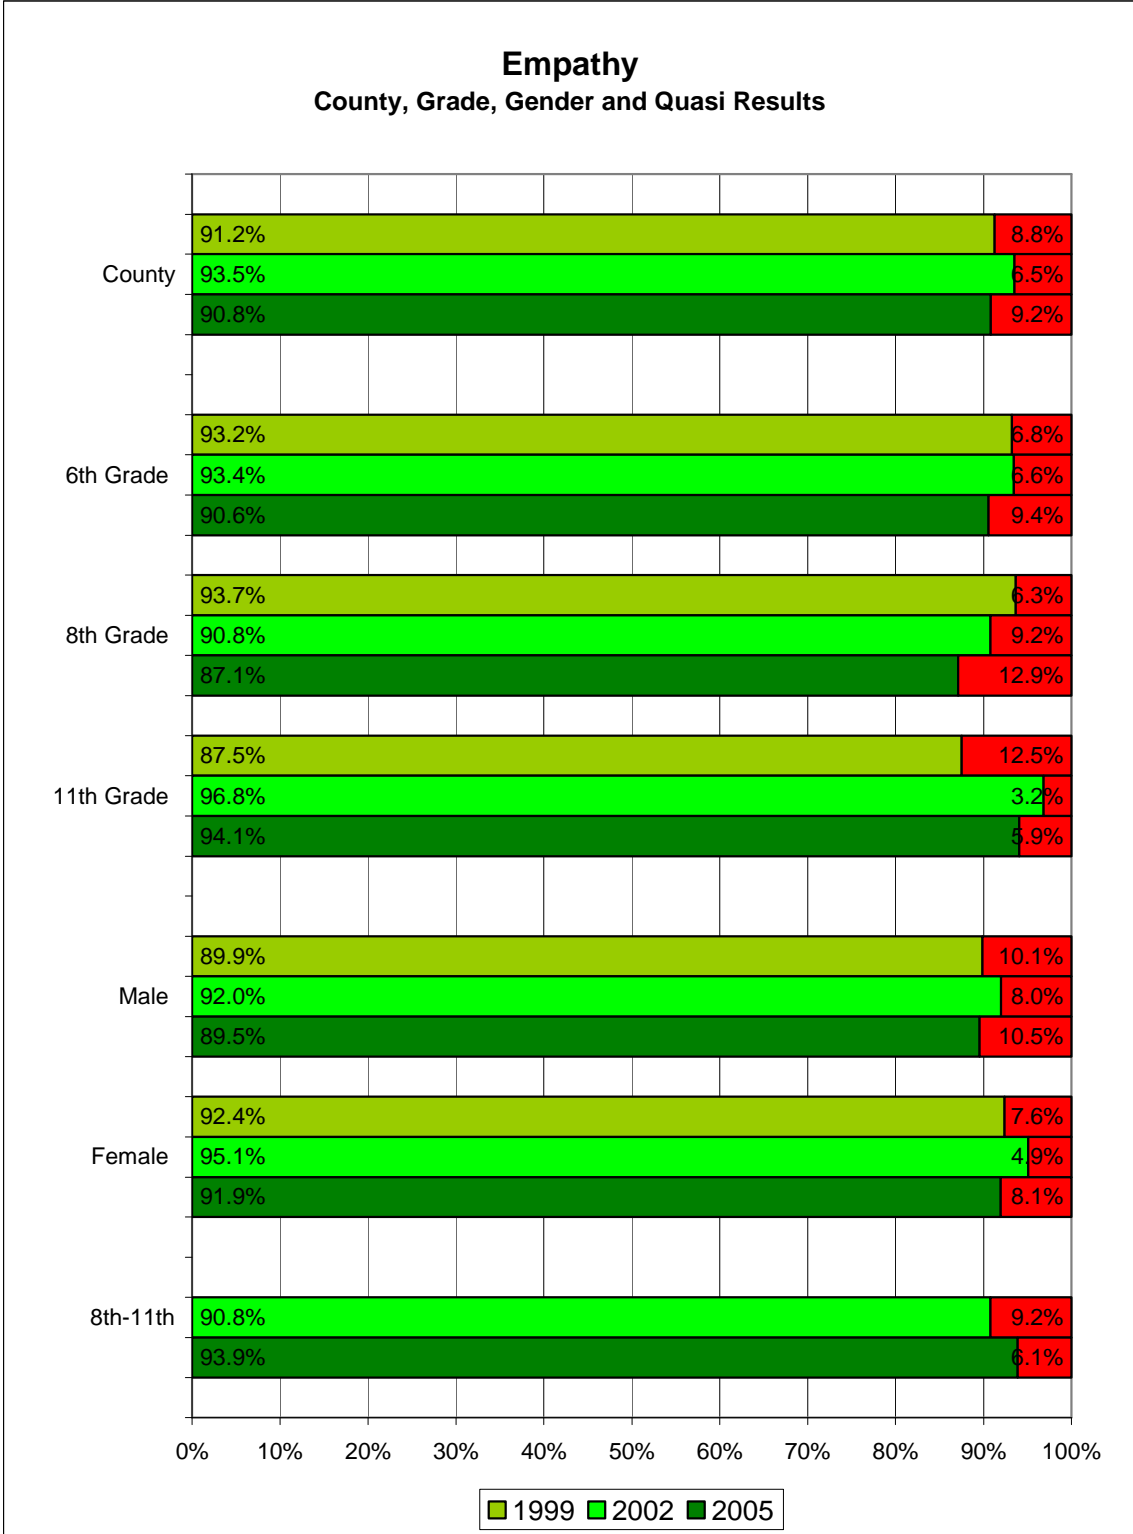 Empathy
County, Grade, Gender and Quasi Results
91.2% 8.8%
County 93.5% 6.5%
90.8% 9.2%
93.2% 6.8%
6th Grade 93.4% 6.6%
90.6% 9.4%
93.7% 6.3%
8th Grade 90.8% 9.2%
87.1% 12.9%
87.5% 12.5%
11th Grade 96.8% 3.2%
94.1% 5.9%
89.9% 10.1%
Male 92.0% 8.0%
89.5% 10.5%
92.4% 7.6%
Female 95.1% 4.9%
91.9% 8.1%
8th-11th 90.8% 9.2%
93.9% 6.1%
0% 10% 20% 30% 40% 50% 60% 70% 80% 90% 100%
1999 2002 2005